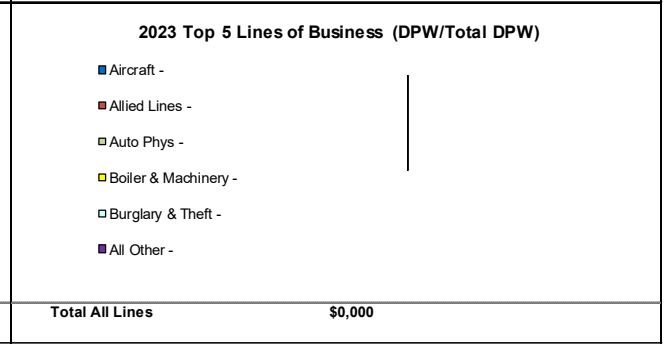 2023 Top 5 Lines of Business (DPW/Total DPW)
Aircraft -
Allied Lines -
Auto Phys -
Boiler & Machinery -
Burglary & Theft -
All Other -
Total All Lines $0,000